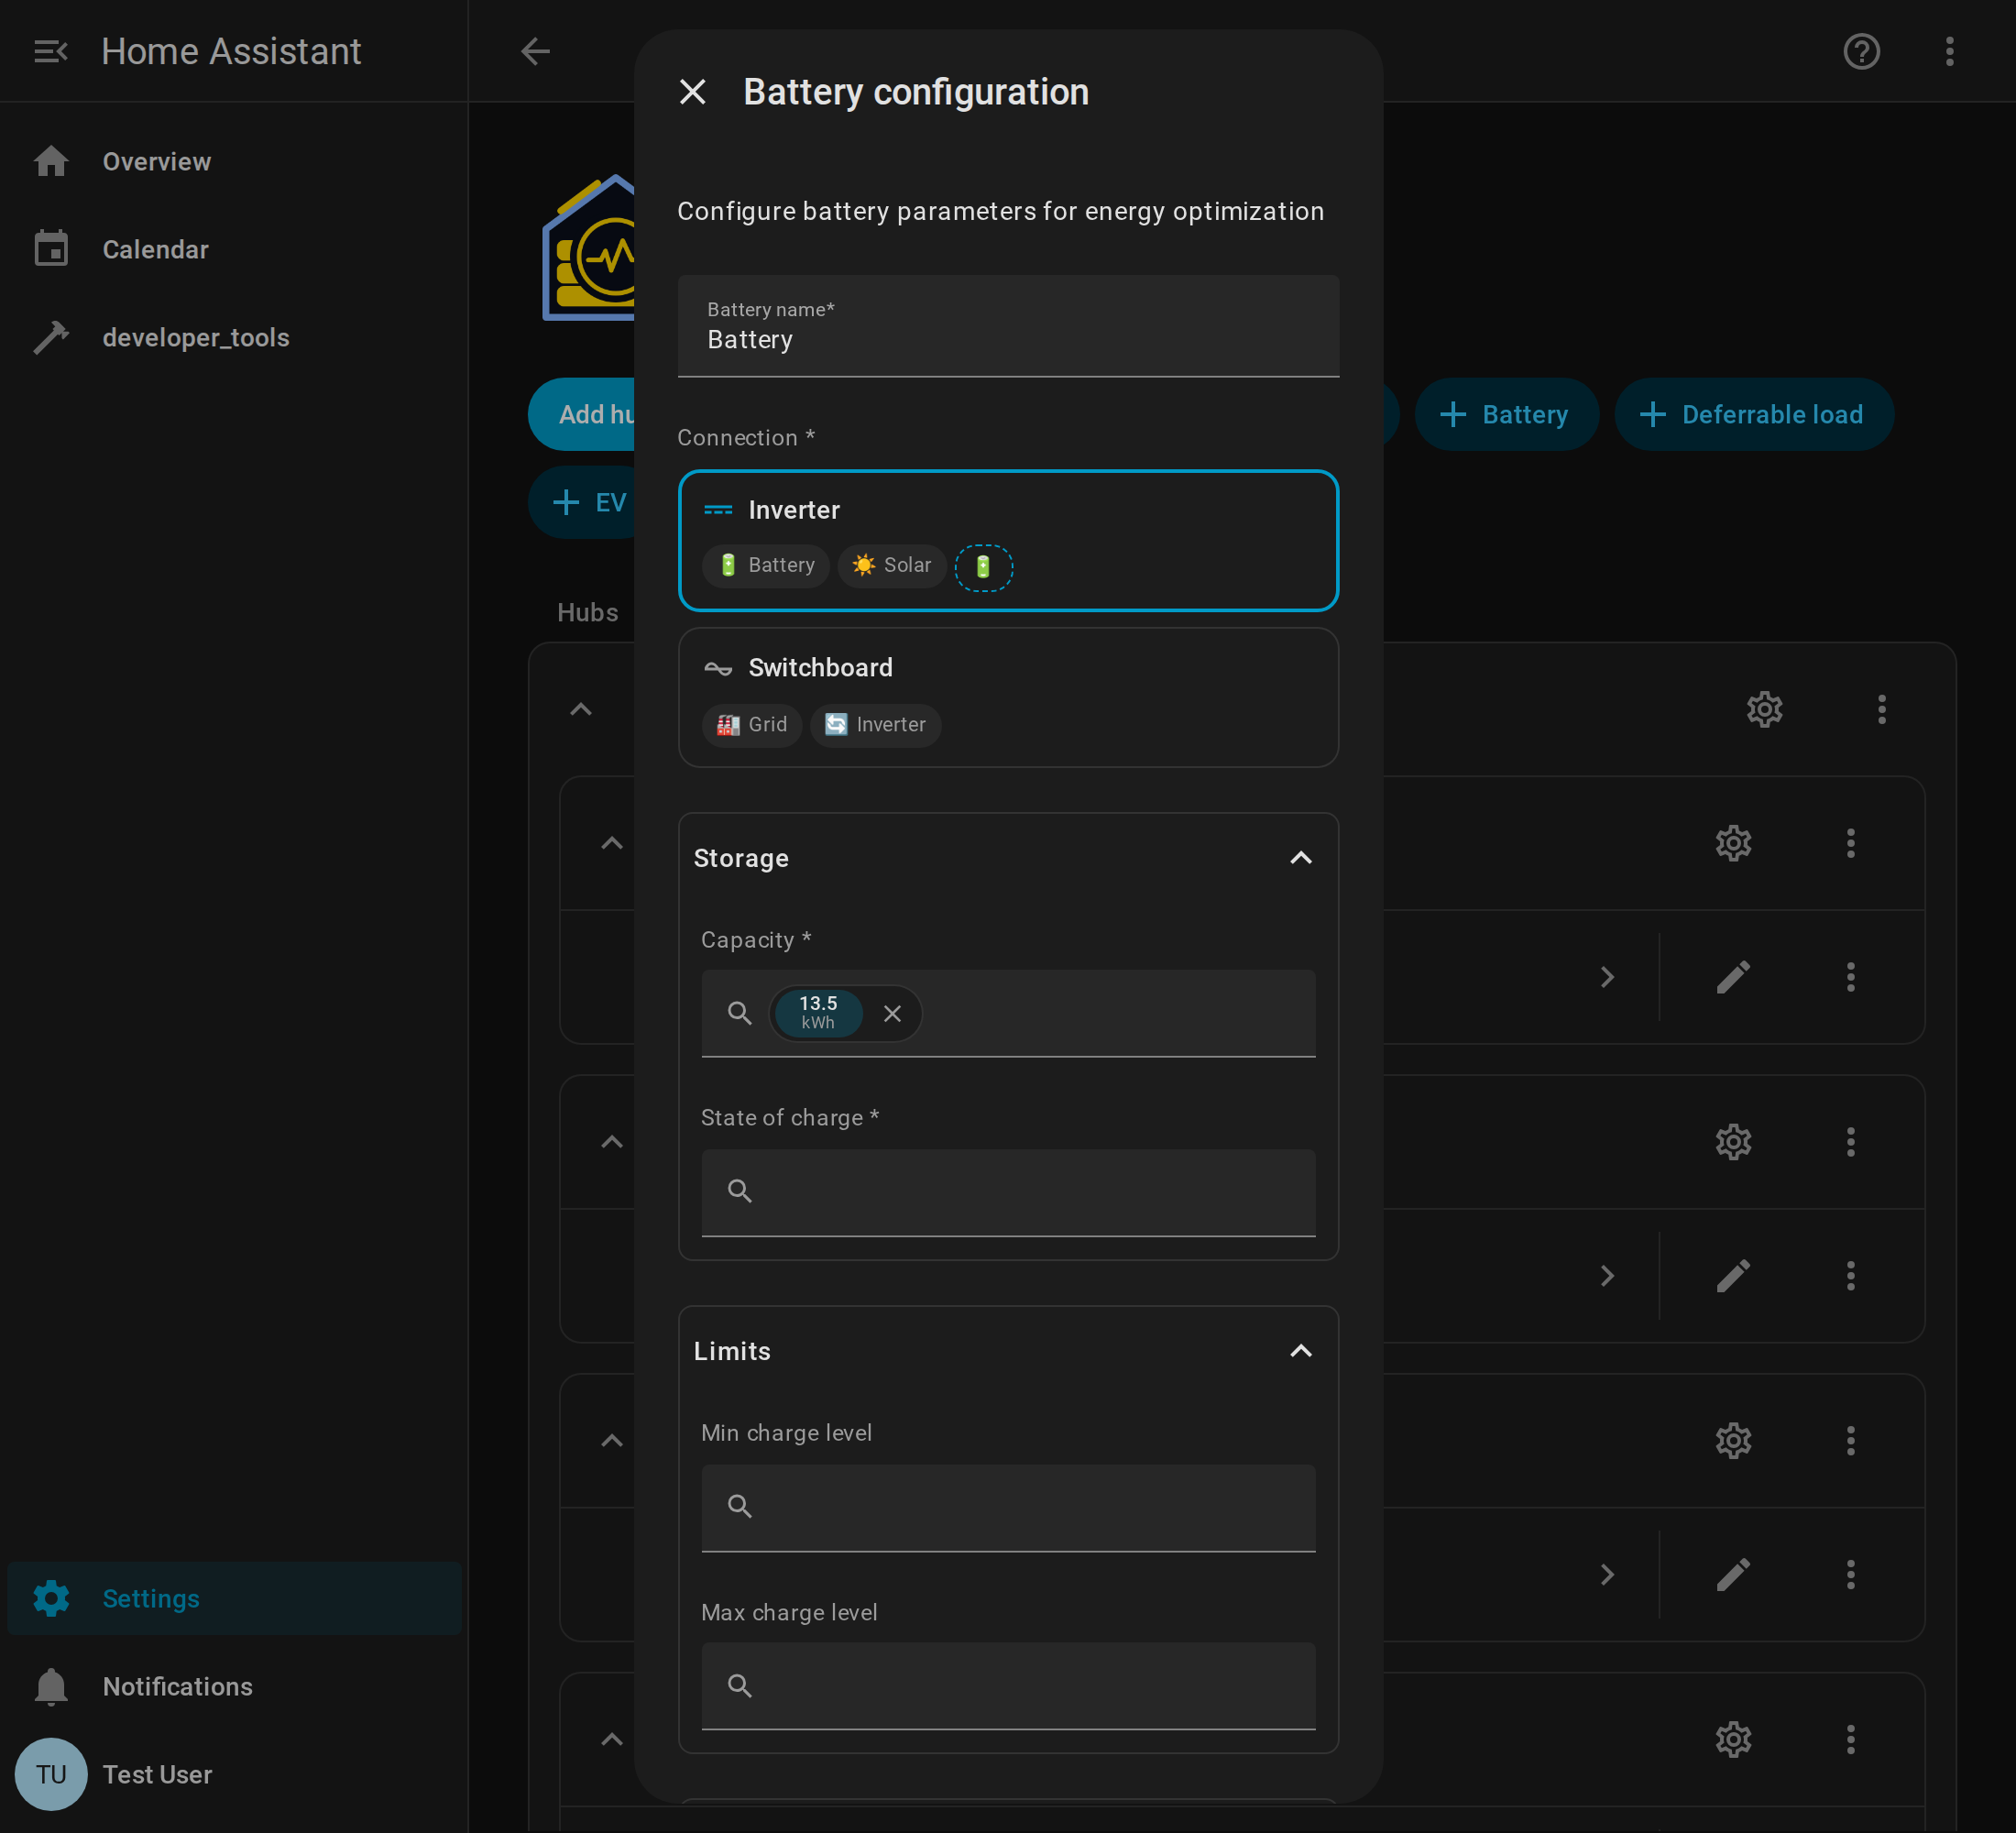 Home Assistant
Overview
Calendar
developer_tools
Settings
Notifications
TU
Test User
Add hu
Battery
Deferrable load
EV
Hubs
Battery configuration
Configure battery parameters for energy optimization
Battery name*
Battery
Connection *
Inverter
Battery Solar
Switchboard
Grid Inverter
Storage
Capacity *
13.5
kWh
State of charge *
Limits
Min charge level
Max charge level